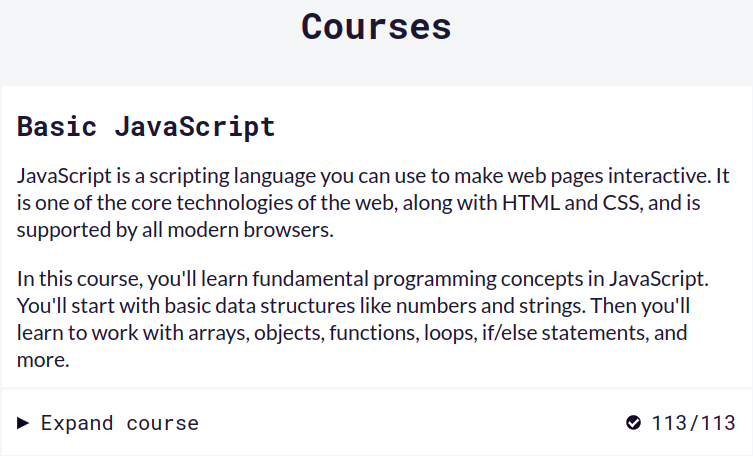 Courses
Basic JavaScript
JavaScript is a scripting language you can use to make web pages interactive. It
is one of the core technologies of the web, along with HTML and CSS, and is
supported by all modern browsers.
In this course, you'll learn fundamental programming concepts in JavaScript.
You'll start with basic data structures like numbers and strings. Then you'll
learn to work with arrays, objects, functions, loops, if/else statements, and
more.
Expand course 113/113